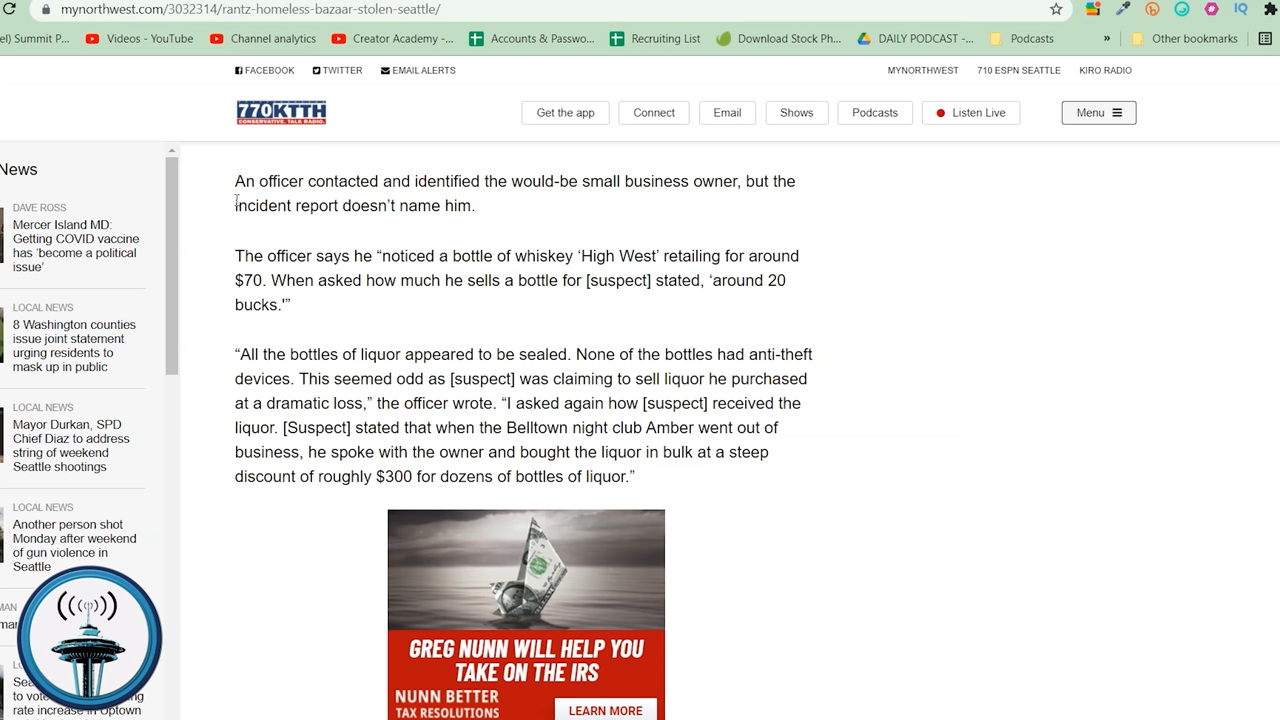 mynorthwest.com/3032314/rantz-homeless-bazaar-stolen-seattle/
el) Summit P...
Videos - YouTube
Channel analytics
Creator Academy -...
Accounts & Passwo...
Recruiting List
Download Stock Ph...
DAILY PODCAST -...
Podcasts
»
Other bookmarks
FACEBOOK
TWITTER
EMAIL ALERTS
MYNORTHWEST
710 ESPN SEATTLE
KIRO RADIO
770KTTH
CONSERVATIVE. TALK RADIO.
Get the app
Connect
Email
Shows
Podcasts
Listen Live
Menu
News
DAVE ROSS
Mercer Island MD:
Getting COVID vaccine
has ‘become a political
issue’
LOCAL NEWS
8 Washington counties
issue joint statement
urging residents to
mask up in public
LOCAL NEWS
Mayor Durkan, SPD
Chief Diaz to address
string of weekend
Seattle shootings
LOCAL NEWS
Another person shot
Monday after weekend
of gun violence in
Seattle
MAN
An officer contacted and identified the would-be small business owner, but the
incident report doesn’t name him.
The officer says he “noticed a bottle of whiskey ‘High West’ retailing for around
$70. When asked how much he sells a bottle for [suspect] stated, ‘around 20
bucks.'”
“All the bottles of liquor appeared to be sealed. None of the bottles had anti-theft
devices. This seemed odd as [suspect] was claiming to sell liquor he purchased
at a dramatic loss,” the officer wrote. “I asked again how [suspect] received the
liquor. [Suspect] stated that when the Belltown night club Amber went out of
business, he spoke with the owner and bought the liquor in bulk at a steep
discount of roughly $300 for dozens of bottles of liquor.”
GREG NUNN WILL HELP YOU
TAKE ON THE IRS
NUNN BETTER
TAX RESOLUTIONS
LEARN MORE